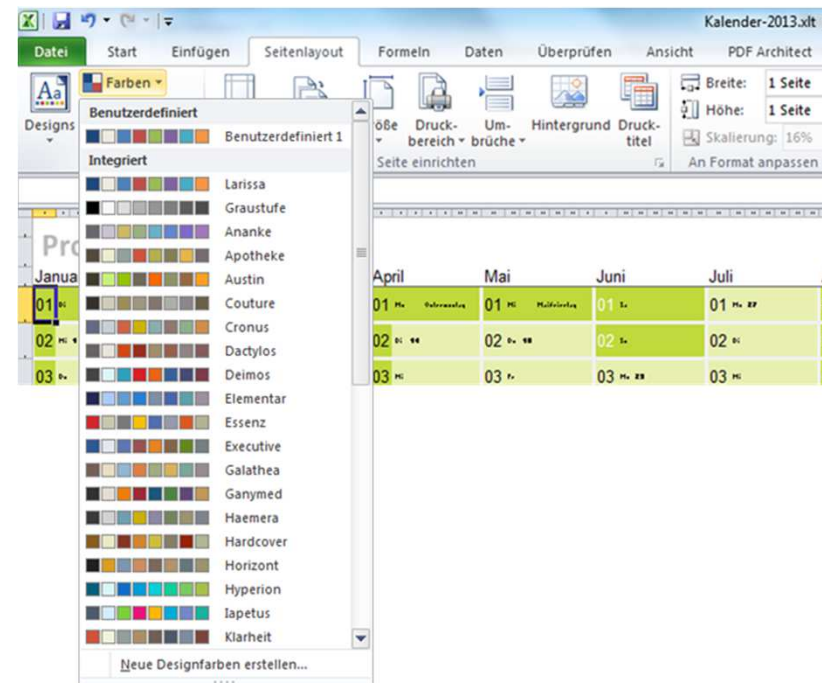 Kalender-2013.xlt
Datei Start Einfügen Seitenlayout Formeln Daten Überprüfen Ansicht PDF Architect
Farben Breite: 1 Seite
Designs Druck- Um- Hintergrund Druck- Höhe: 1 Seite
bereich brüche titel Skalierung: 16%
Seite einrichten An Format anpassen
Benutzerdefiniert
Benutzerdefiniert 1
Integriert
Larissa
Graustufe
Ananke
Apotheke
Austin
Couture
Cronus
Dactylos
Deimos
Elementar
Essenz
Executive
Galathea
Ganymed
Haemera
Hardcover
Horizont
Hyperion
Iapetus
Klarheit
Neue Designfarben erstellen...
April Mai Juni Juli
01 01 01 01 01
02 02 02 02 02
03 03 03 03 03